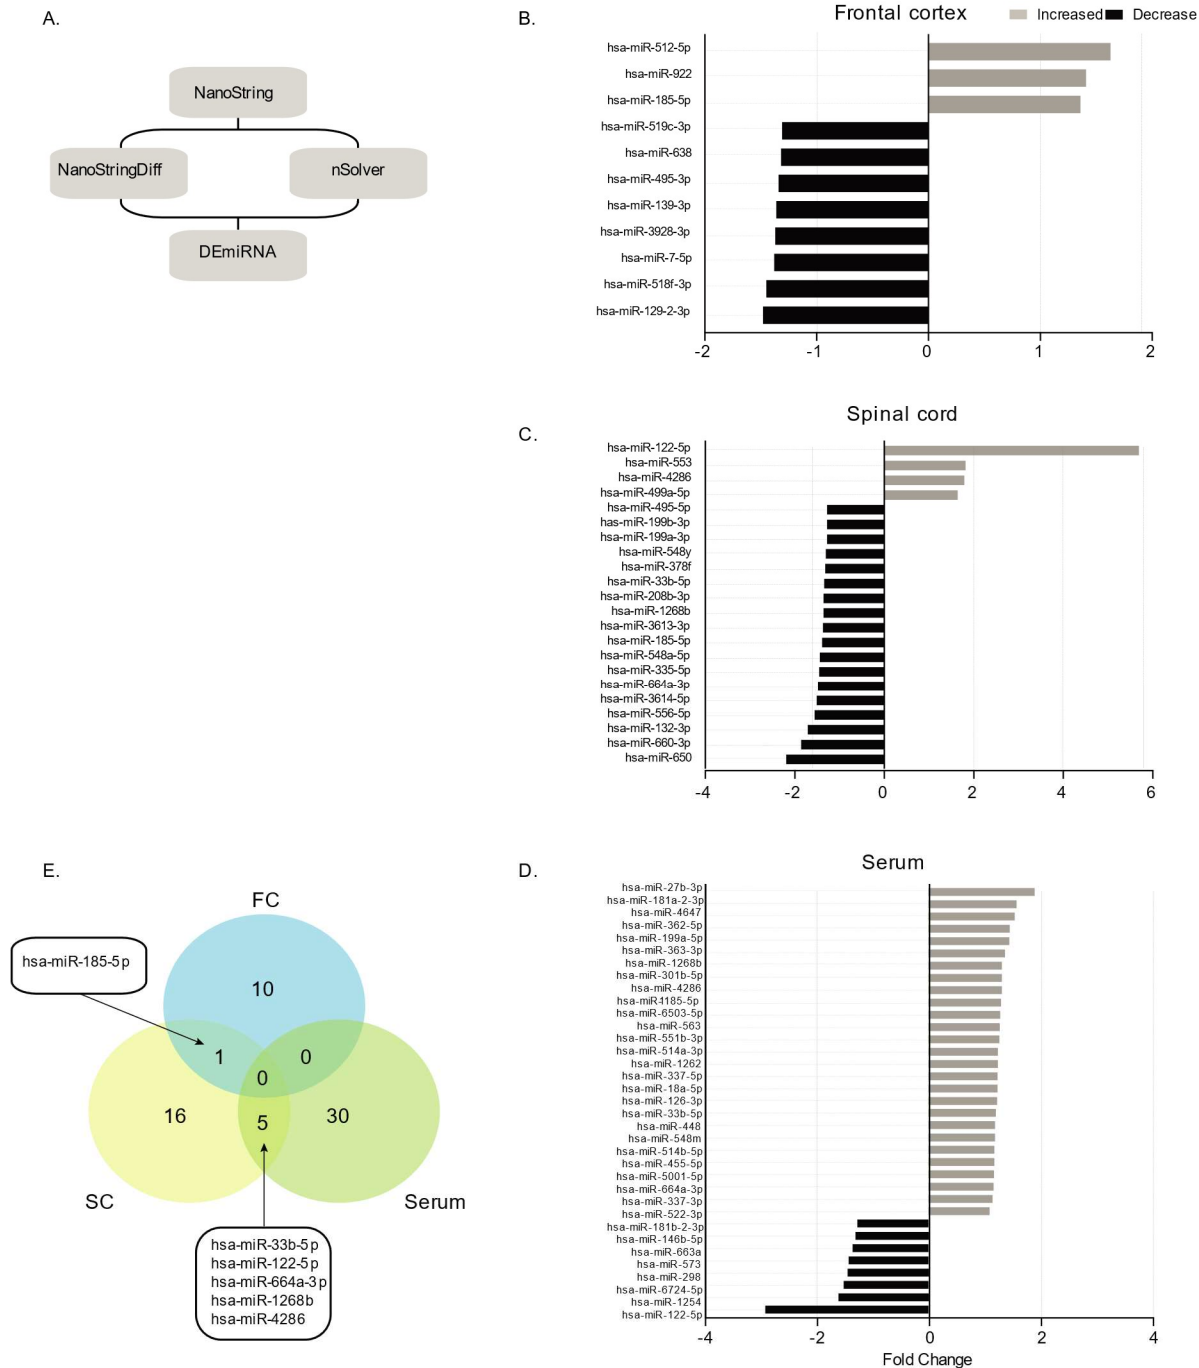 A.
NanoString
NanoStringDiff
nSolver
DEmiRNA
B.
Frontal cortex
Increased
Decrease
hsa-miR-512-5p
hsa-miR-922
hsa-miR-185-5p
hsa-miR-519c-3p
hsa-miR-638
hsa-miR-495-3p
hsa-miR-139-3p
hsa-miR-3928-3p
hsa-miR-7-5p
hsa-miR-518f-3p
hsa-miR-129-2-3p
-2 -1 0 1 2
C.
Spinal cord
hsa-miR-122-5p
hsa-miR-553
hsa-miR-4286
hsa-miR-499a-5p
hsa-miR-495-5p
has-miR-199b-3p
hsa-miR-199a-3p
hsa-miR-548y
hsa-miR-378f
hsa-miR-33b-5p
hsa-miR-208b-3p
hsa-miR-1268b
hsa-miR-3613-3p
hsa-miR-185-5p
hsa-miR-548a-5p
hsa-miR-335-5p
hsa-miR-664a-3p
hsa-miR-3614-5p
hsa-miR-556-5p
hsa-miR-132-3p
hsa-miR-660-3p
hsa-miR-650
-4 -2 0 2 4 6
E.
FC
hsa-miR-185-5p
10
1
0
0
16
5
30
SC
Serum
hsa-miR-33b-5p
hsa-miR-122-5p
hsa-miR-664a-3p
hsa-miR-1268b
hsa-miR-4286
D.
Serum
hsa-miR-27b-3p
hsa-miR-181a-2-3p
hsa-miR-4647
hsa-miR-362-5p
hsa-miR-199a-5p
hsa-miR-363-3p
hsa-miR-1268b
hsa-miR-301b-5p
hsa-miR-4286
hsa-miR-1185-5p
hsa-miR-6503-5p
hsa-miR-563
hsa-miR-551b-3p
hsa-miR-514a-3p
hsa-miR-1262
hsa-miR-337-5p
hsa-miR-18a-5p
hsa-miR-126-3p
hsa-miR-33b-5p
hsa-miR-448
hsa-miR-548m
hsa-miR-514b-5p
hsa-miR-455-5p
hsa-miR-5001-5p
hsa-miR-664a-3p
hsa-miR-337-3p
hsa-miR-522-3p
hsa-miR-181b-2-3p
hsa-miR-146b-5p
hsa-miR-663a
hsa-miR-573
hsa-miR-298
hsa-miR-6724-5p
hsa-miR-1254
hsa-miR-122-5p
-4 -2 0 2 4
Fold Change